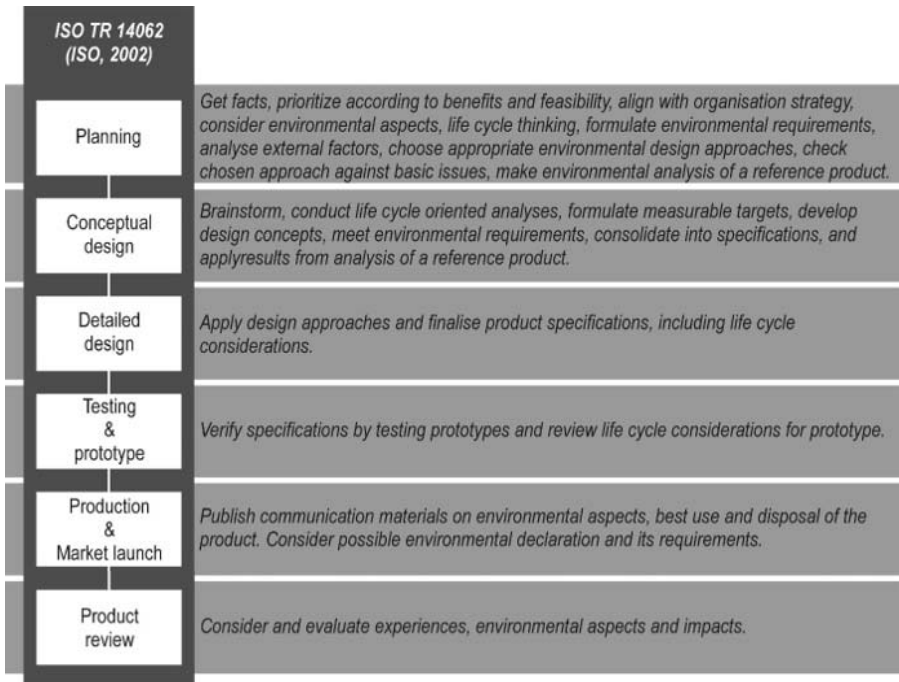 ISO TR 14062
(ISO, 2002)
Planning
Get facts, prioritize according to benefits and feasibility, align with organisation strategy,
consider environmental aspects, life cycle thinking, formulate environmental requirements,
analyse external factors, choose appropriate environmental design approaches, check
chosen approach against basic issues, make environmental analysis of a reference product.
Conceptual
design
Brainstorm, conduct life cycle oriented analyses, formulate measurable targets, develop
design concepts, meet environmental requirements, consolidate into specifications, and
applyresults from analysis of a reference product.
Detailed
design
Apply design approaches and finalise product specifications, including life cycle
considerations.
Testing
&
prototype
Verify specifications by testing prototypes and review life cycle considerations for prototype.
Production
&
Market launch
Publish communication materials on environmental aspects, best use and disposal of the
product. Consider possible environmental declaration and its requirements.
Product
review
Consider and evaluate experiences, environmental aspects and impacts.